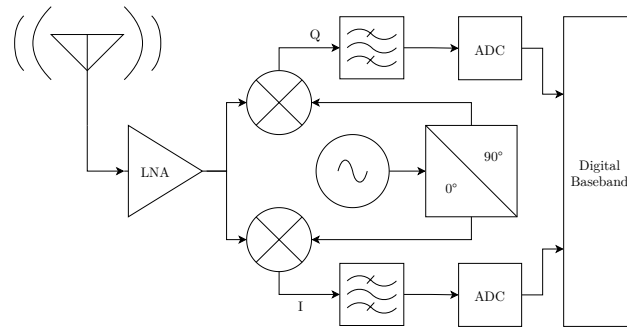 Q
ADC
LNA
90°
0°
Digital
Baseband
I
ADC